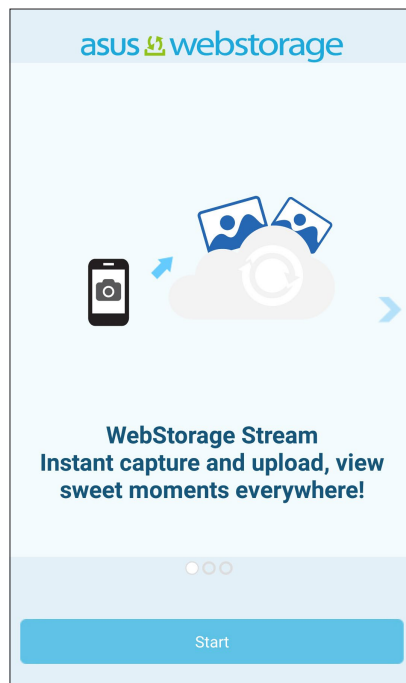 asus webstorage
WebStorage Stream
Instant capture and upload, view
sweet moments everywhere!
Start